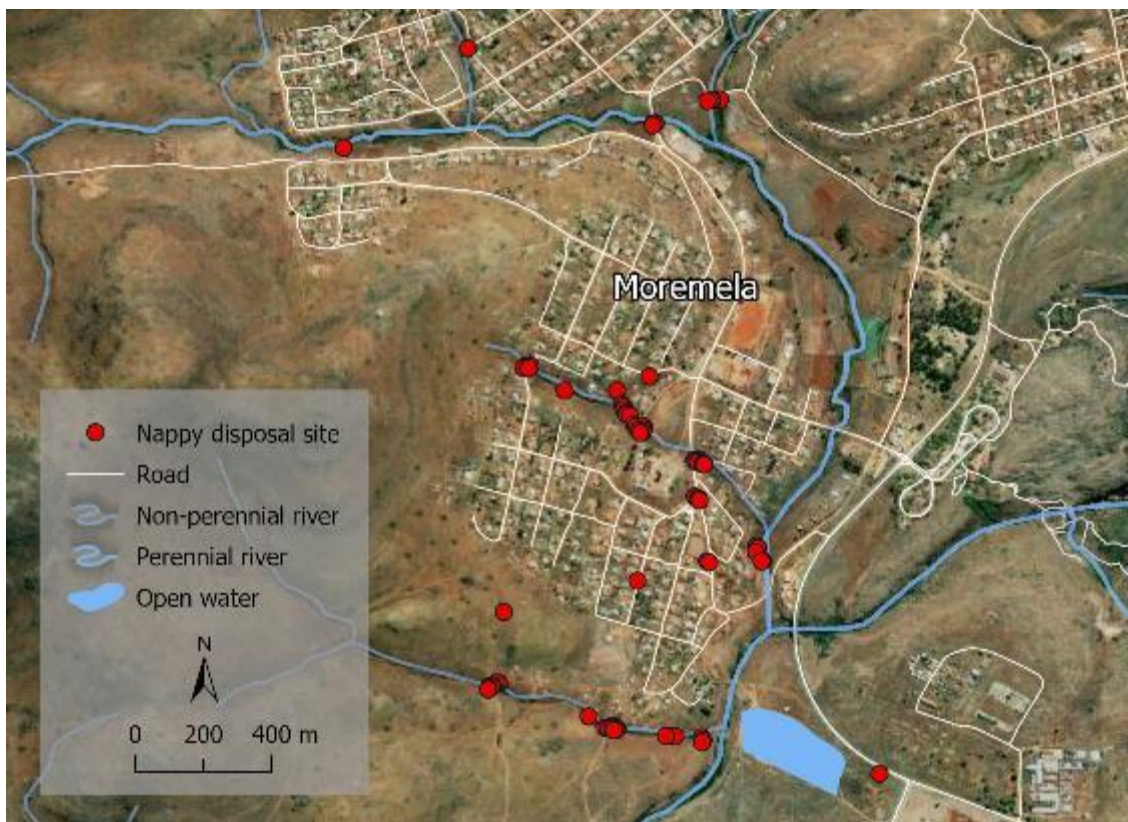 Moremela
Nappy disposal site
Road
Non-perennial river
Perennial river
Open water
N
0 200 400 m